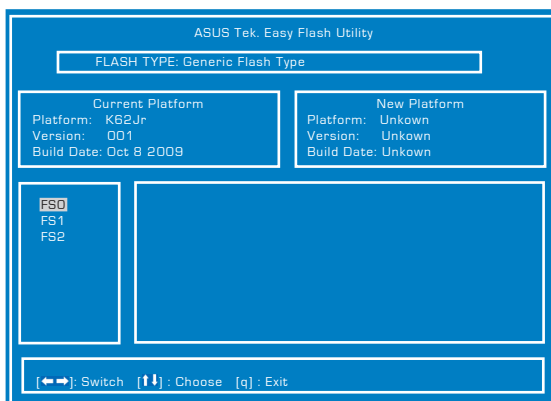 ASUS Tek. Easy Flash Utility
FLASH TYPE: Generic Flash Type
Current Platform
Platform: K62Jr
Version: 001
Build Date: Oct 8 2009
New Platform
Platform: Unkown
Version: Unkown
Build Date: Unkown
FS0
FS1
FS2
[←→]: Switch [↑↓] : Choose [q] : Exit